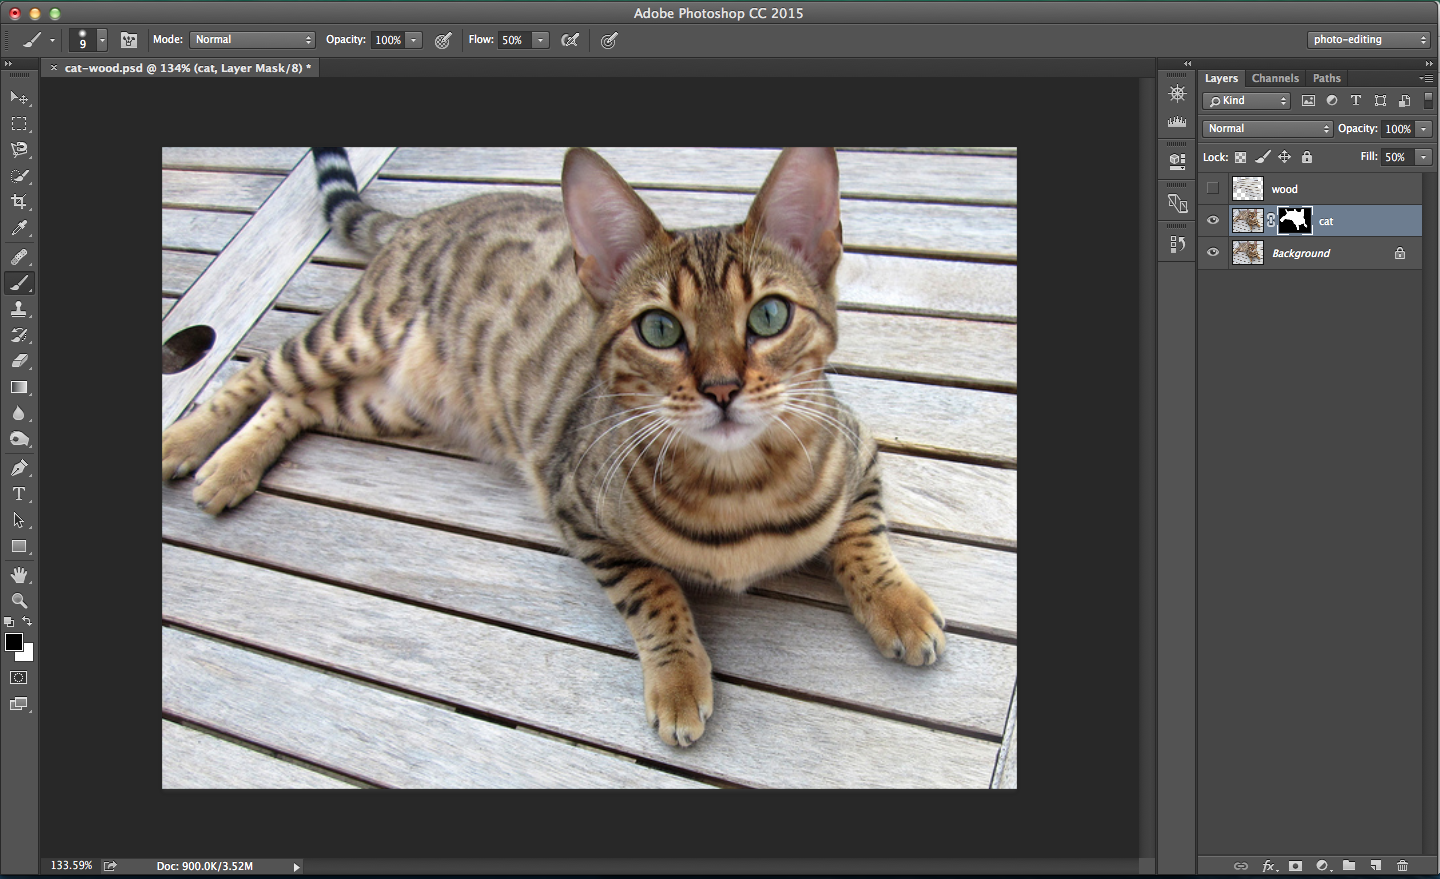 Adobe Photoshop CC 2015
9
Mode: Normal Opacity: 100% Flow: 50% photo-editing
× cat-wood.psd @ 134% (cat, Layer Mask/8) *
Layers Channels Paths
Kind
Normal Opacity: 100%
Lock: Fill: 50%
wood
cat
Background
133.59% Doc: 900.0K/3.52M
fx